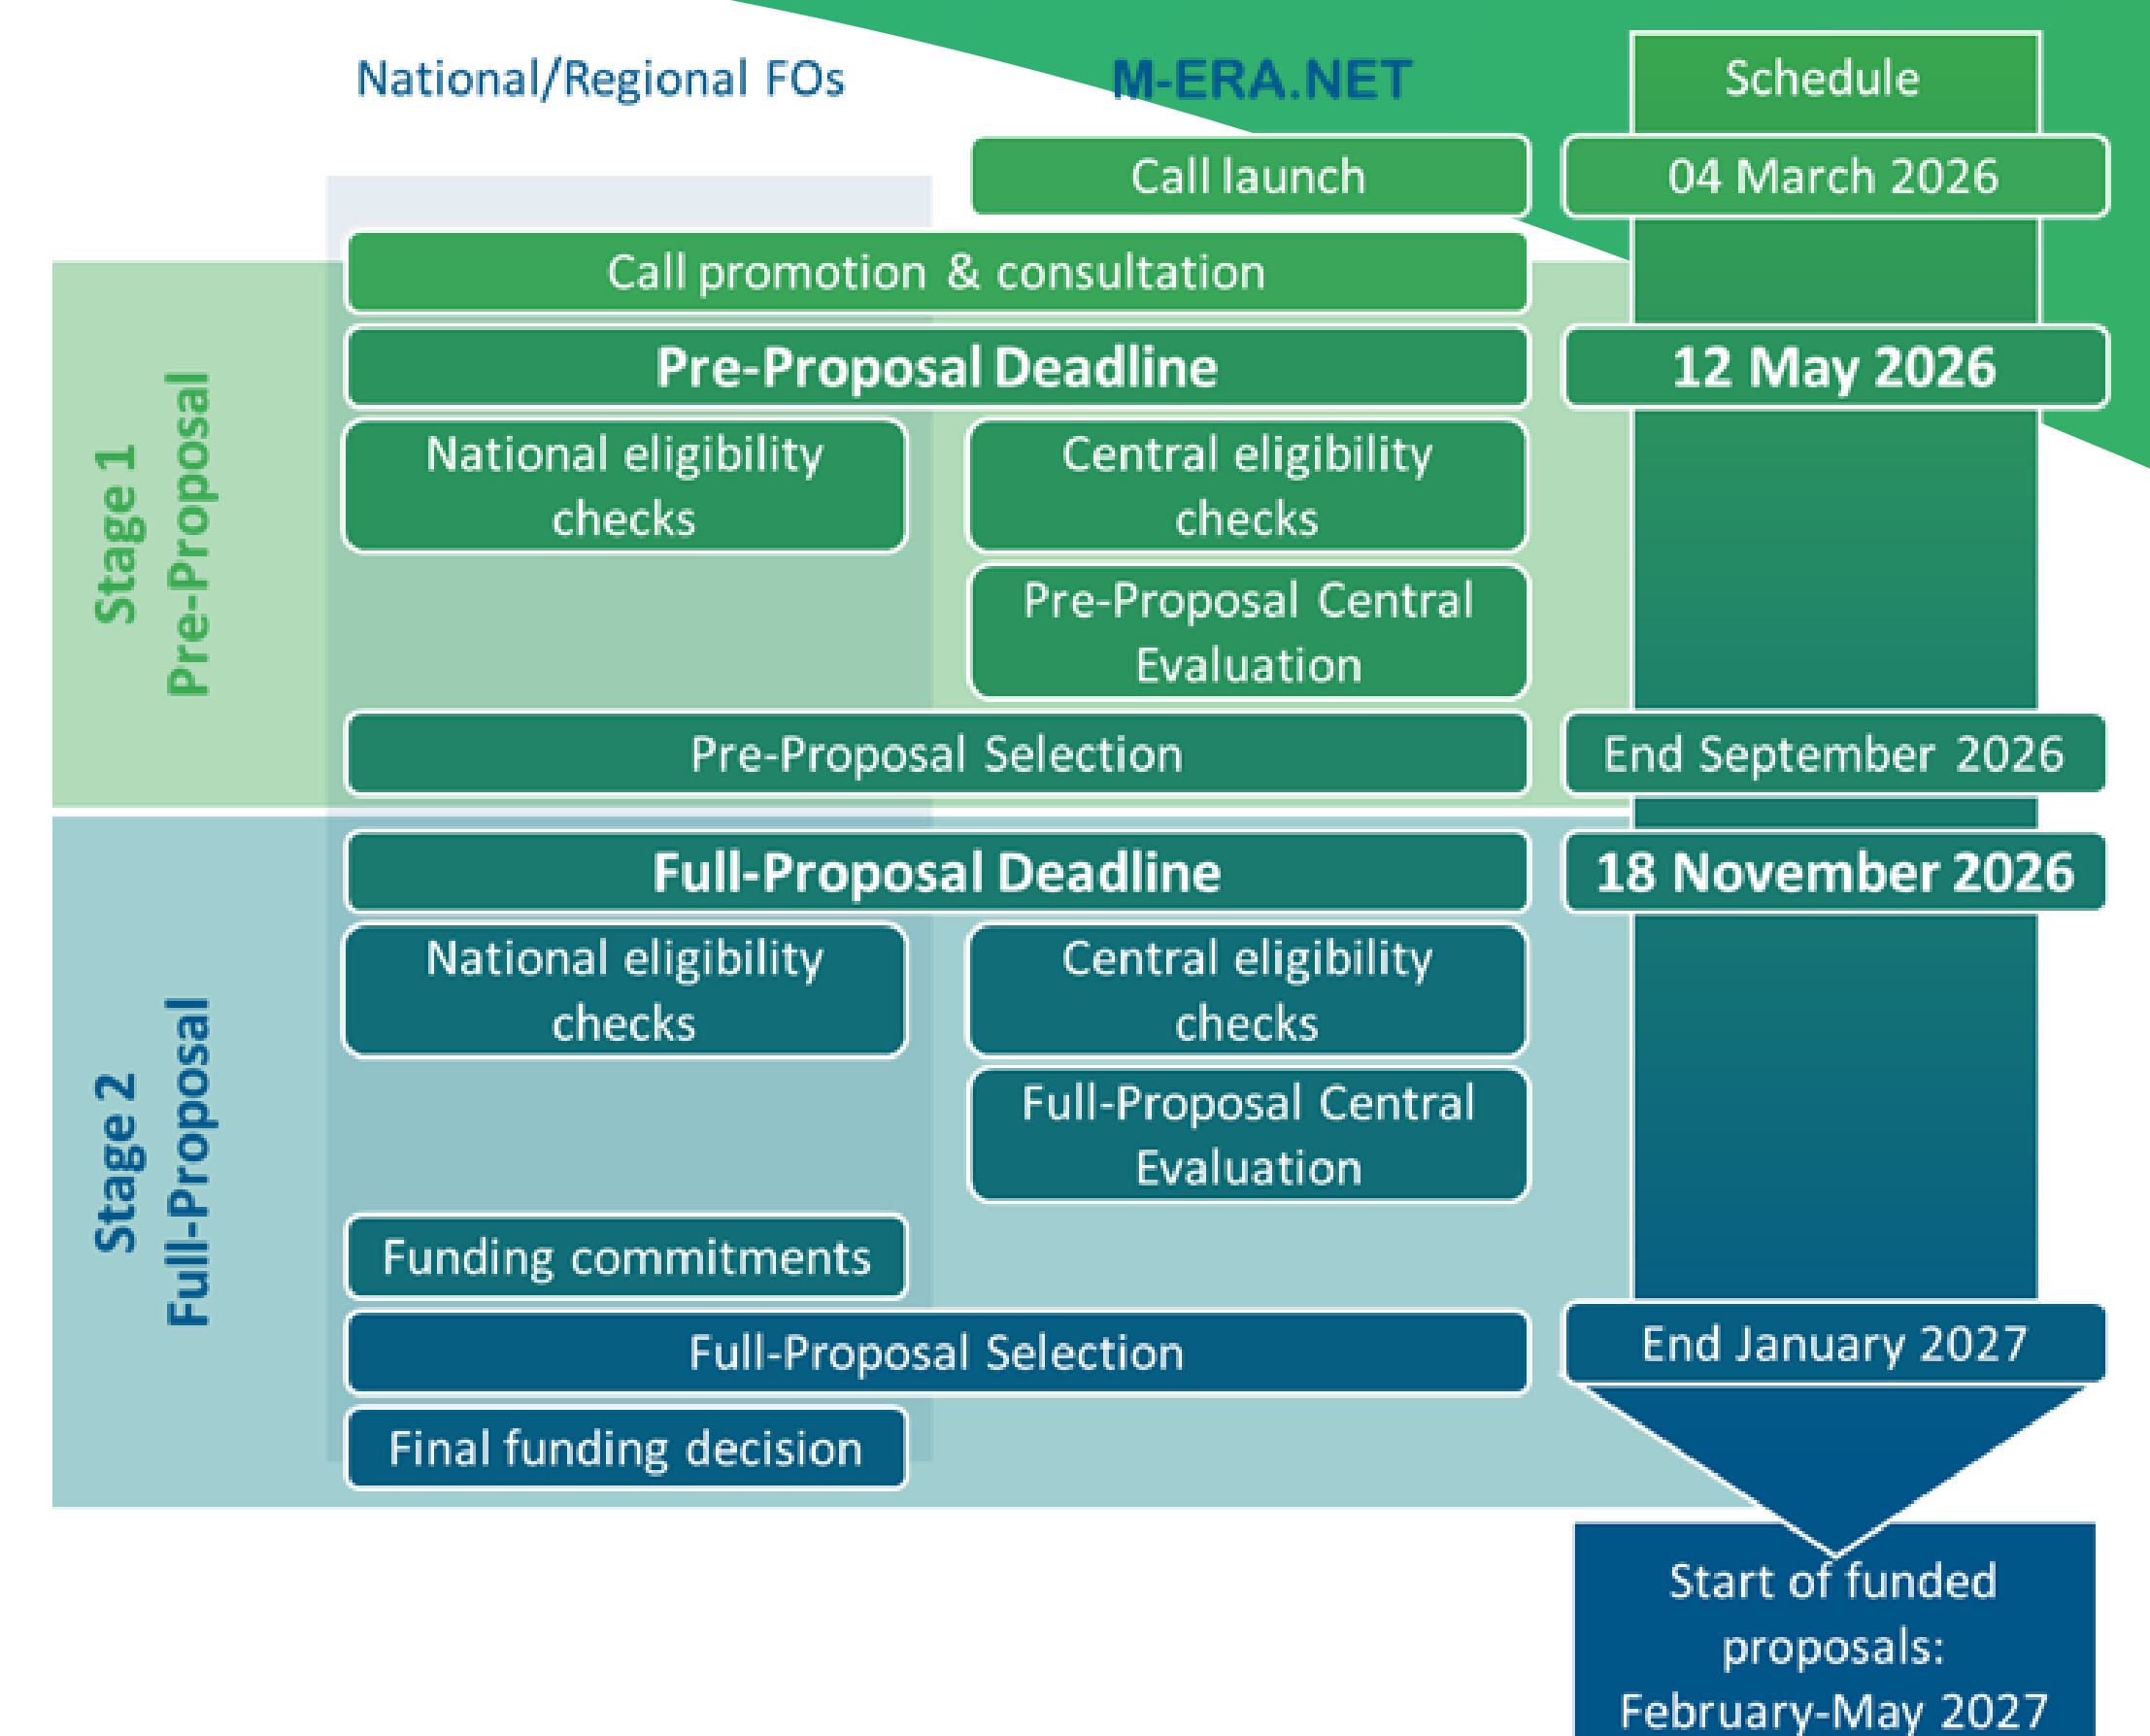 National/Regional FOs
M-ERA.NET
Schedule
Call launch
04 March 2026
Call promotion & consultation
Stage 1
Pre-Proposal
Pre-Proposal Deadline
12 May 2026
National eligibility
checks
Central eligibility
checks
Pre-Proposal Central
Evaluation
Pre-Proposal Selection
End September 2026
Stage 2
Full-Proposal
Full-Proposal Deadline
18 November 2026
National eligibility
checks
Central eligibility
checks
Full-Proposal Central
Evaluation
Funding commitments
Full-Proposal Selection
End January 2027
Final funding decision
Start of funded
proposals:
February-May 2027